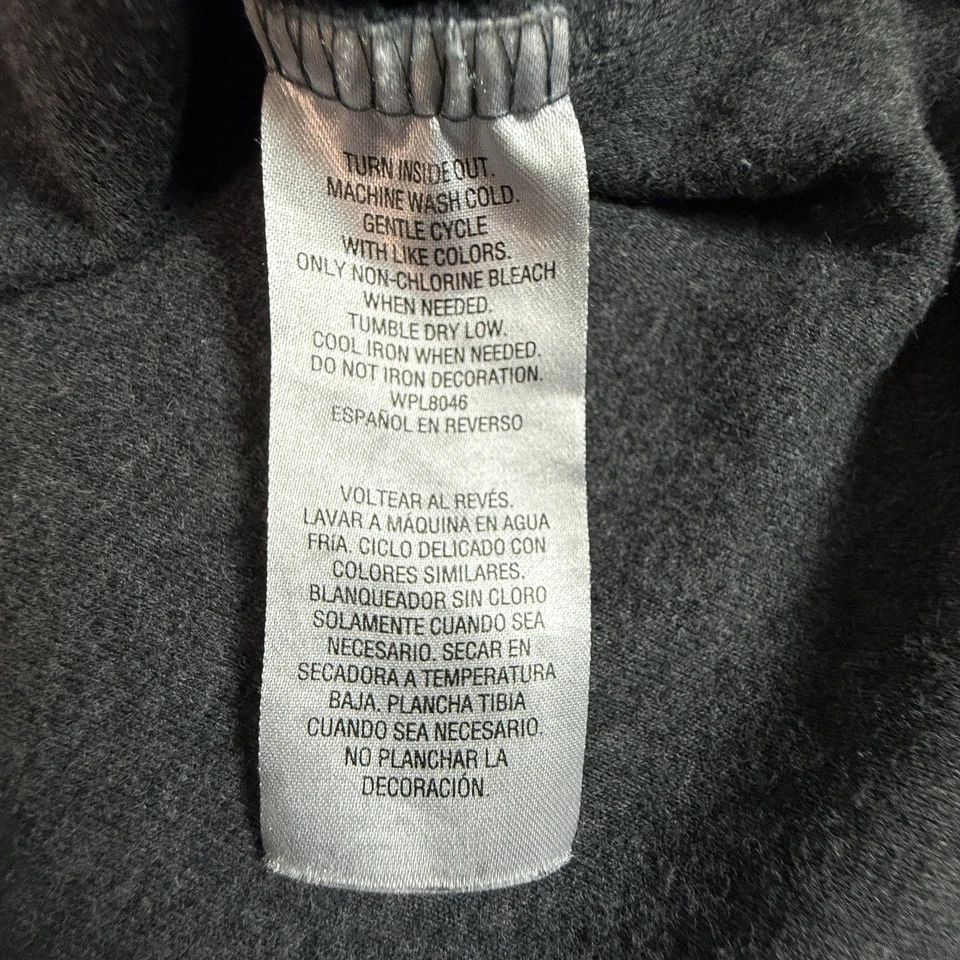 TURN INSIDE OUT.
MACHINE WASH COLD.
GENTLE CYCLE
WITH LIKE COLORS.
ONLY NON-CHLORINE BLEACH
WHEN NEEDED.
TUMBLE DRY LOW.
COOL IRON WHEN NEEDED.
DO NOT IRON DECORATION.
WPL8046
ESPAÑOL EN REVERSO
VOLTEAR AL REVÉS.
LAVAR A MÁQUINA EN AGUA
FRÍA. CICLO DELICADO CON
COLORES SIMILARES.
BLANQUEADOR SIN CLORO
SOLAMENTE CUANDO SEA
NECESARIO. SECAR EN
SECADORA A TEMPERATURA
BAJA. PLANCHA TIBIA
CUANDO SEA NECESARIO.
NO PLANCHAR LA
DECORACIÓN.